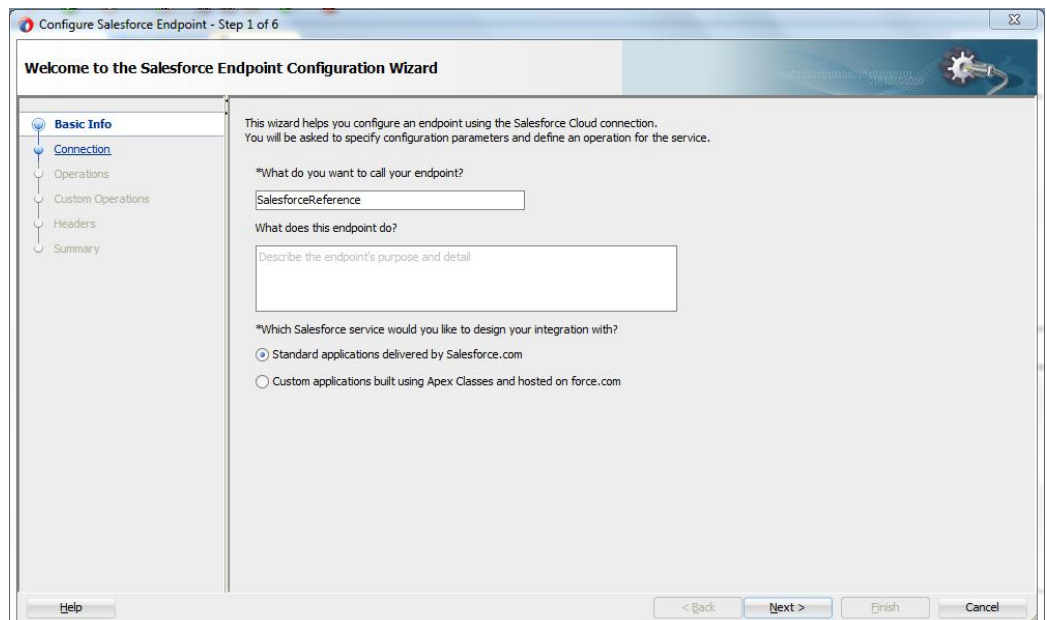 Configure Salesforce Endpoint - Step 1 of 6
Welcome to the Salesforce Endpoint Configuration Wizard
Basic Info
Connection
Operations
Custom Operations
Headers
Summary
This wizard helps you configure an endpoint using the Salesforce Cloud connection.
You will be asked to specify configuration parameters and define an operation for the service.
*What do you want to call your endpoint?
SalesforceReference
What does this endpoint do?
Describe the endpoint's purpose and detail
*Which Salesforce service would you like to design your integration with?
Standard applications delivered by Salesforce.com
Custom applications built using Apex Classes and hosted on force.com
Help
< Back
Next >
Finish
Cancel